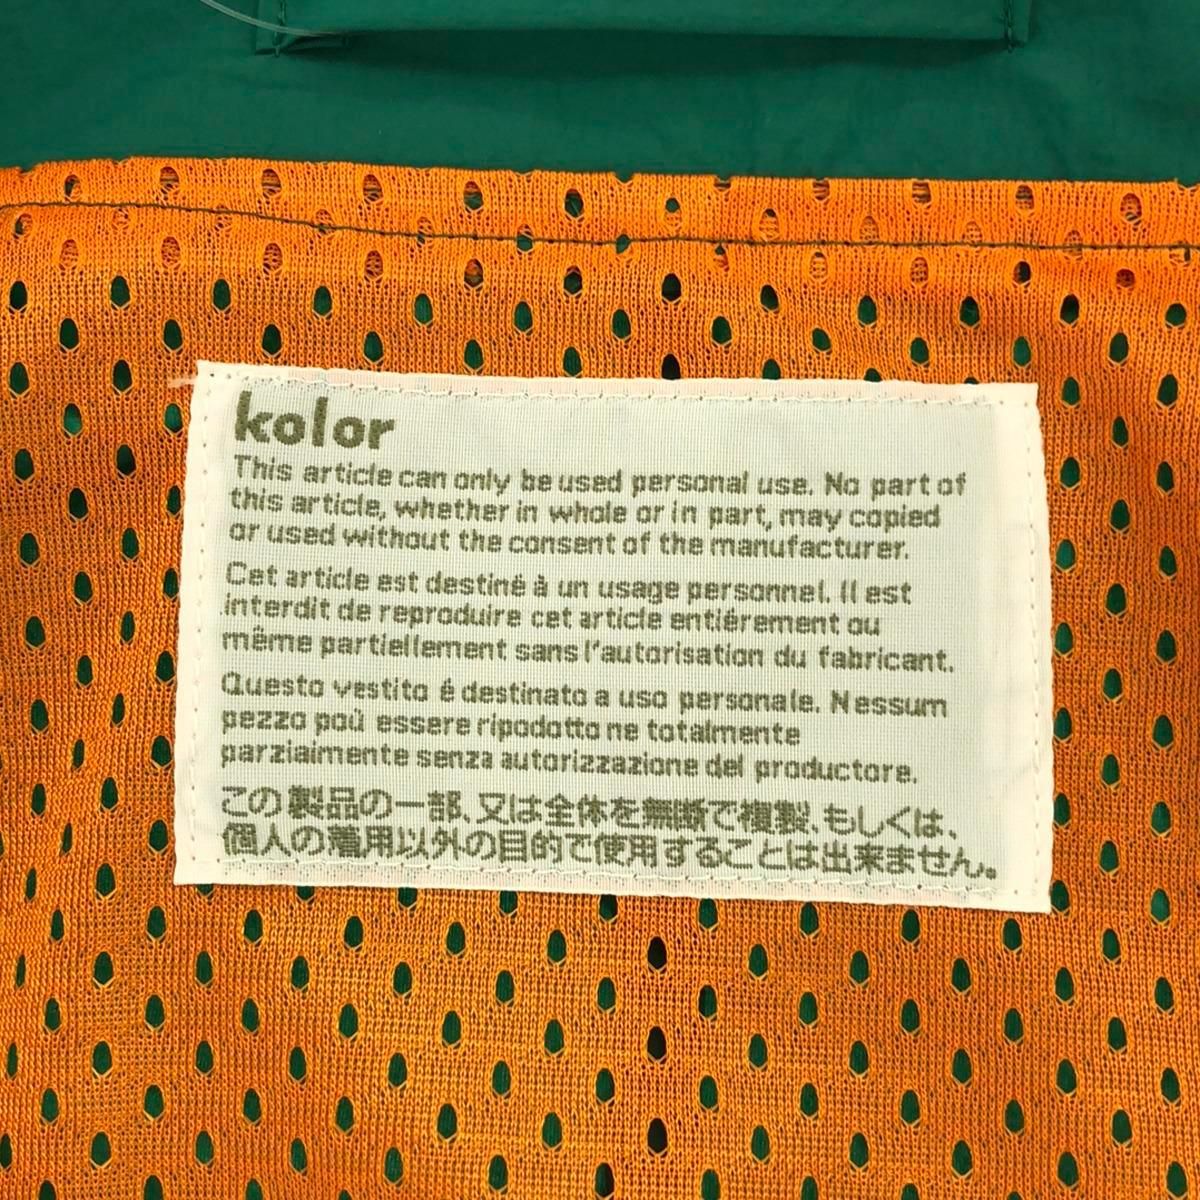 kolor
This article can only be used personal use. No part of
this article, whether in whole or in part, may copied
or used without the consent of the manufacturer.
Cet article est destiné à un usage personnel. Il est
interdit de reproduire cet article entiérement ou
même partiellement sans l'autorisation du fabricant.
Questo vestito é destinato a uso personale. Nessum
pezzo poù essere ripodotto ne totalmente
parzialmente senza autorizzazione del productore.
この製品の一部、又は全体を無断で複製、もしくは、
個人の着用以外の目的で使用することは出来ません。